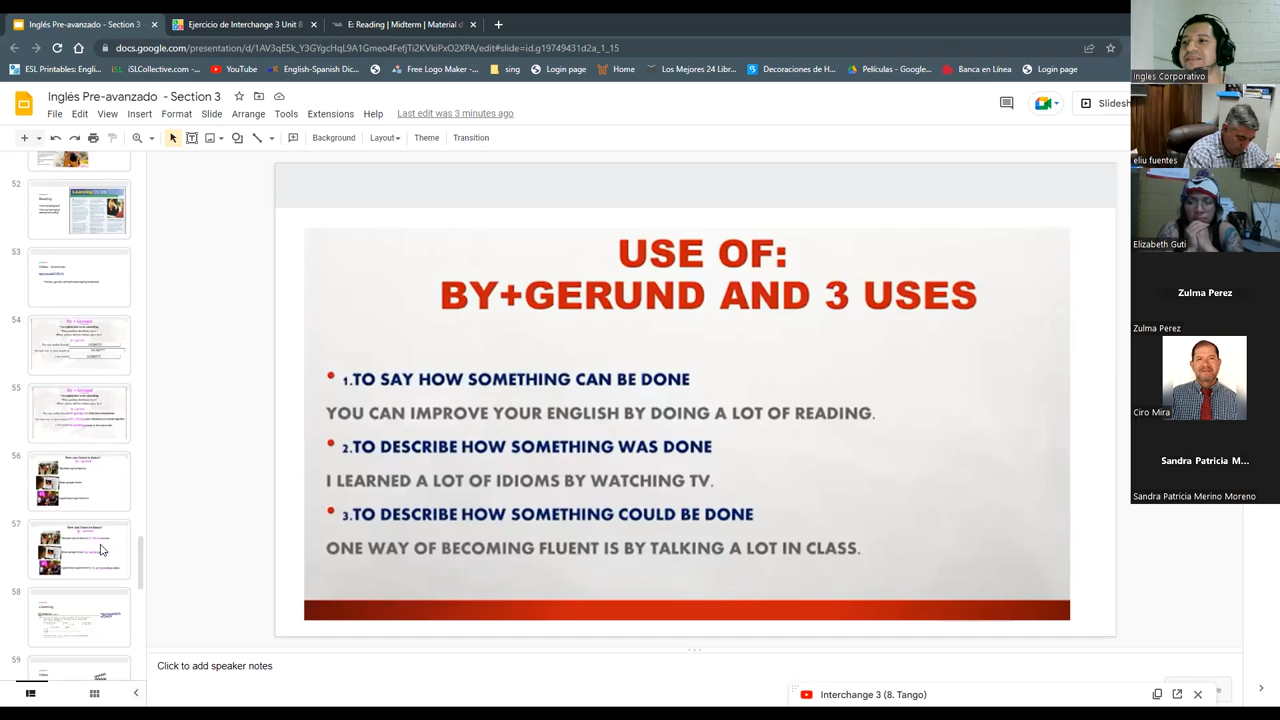 Inglés Pre-avanzado - Section 3
Ejercicio de Interchange 3 Unit 8
E: Reading | Midterm | Material d
docs.google.com/presentation/d/1AV3qE5k_Y3GYgcHqL9A1Gmeo4FefjTi2KVkiPxO2XPA/edit#slide=id.g19749431d2a_1_15
ESL Printables: Engli...
iSLCollective.com -...
YouTube
English-Spanish Dic...
Free Logo Maker -...
sing
Login page
Home
Los Mejores 24 Libr...
Decoraciones de H...
Películas - Google...
Banca en Línea
Login page
Inglés Pre-avanzado - Section 3
File Edit View Insert Format Slide Arrange Tools Extensions Help Last edit was 3 minutes ago
Slidesh
Background Layout Theme Transition
52
Reading
53
54
By + Gerund
55
By + Gerund
56
57
58
Listening
59
USE OF:
BY+GERUND AND 3 USES
1.TO SAY HOW SOMETHING CAN BE DONE
YOU CAN IMPROVE YOUR ENGLISH BY DOING A LOT OF READING.
2.TO DESCRIBE HOW SOMETHING WAS DONE
I LEARNED A LOT OF IDIOMS BY WATCHING TV.
3.TO DESCRIBE HOW SOMETHING COULD BE DONE
ONE WAY OF BECOMING FLUENT IS BY TALKING A LOT IN CLASS.
Click to add speaker notes
Interchange 3 (8. Tango)
Ingles Corporativo
eliu fuentes
Elizabeth Guti
Zulma Perez
Zulma Perez
Ciro Mira
Sandra Patricia M...
Sandra Patricia Merino Moreno